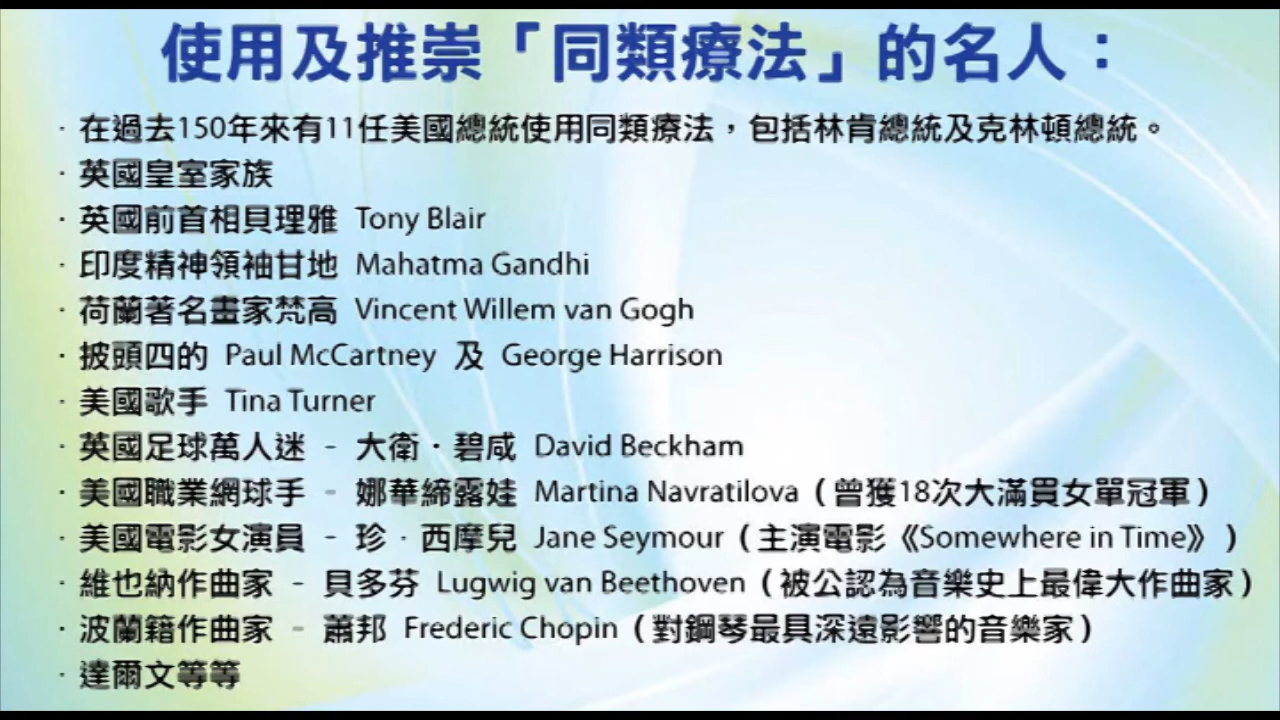 使用及推崇「同類療法」的名人：
· 在過去150年來有11任美國總統使用同類療法，包括林肯總統及克林頓總統。
· 英國皇室家族
· 英國前首相貝理雅 Tony Blair
· 印度精神領袖甘地 Mahatma Gandhi
· 荷蘭著名畫家梵高 Vincent Willem van Gogh
· 披頭四的 Paul McCartney 及 George Harrison
· 美國歌手 Tina Turner
· 英國足球萬人迷 - 大衛·碧咸 David Beckham
· 美國職業網球手 - 娜華締露娃 Martina Navratilova（曾獲18次大滿貫女單冠軍）
· 美國電影女演員 - 珍·西摩兒 Jane Seymour（主演電影《Somewhere in Time》）
· 維也納作曲家 - 貝多芬 Lugwig van Beethoven（被公認為音樂史上最偉大作曲家）
· 波蘭籍作曲家 - 蕭邦 Frederic Chopin（對鋼琴最具深遠影響的音樂家）
· 達爾文等等